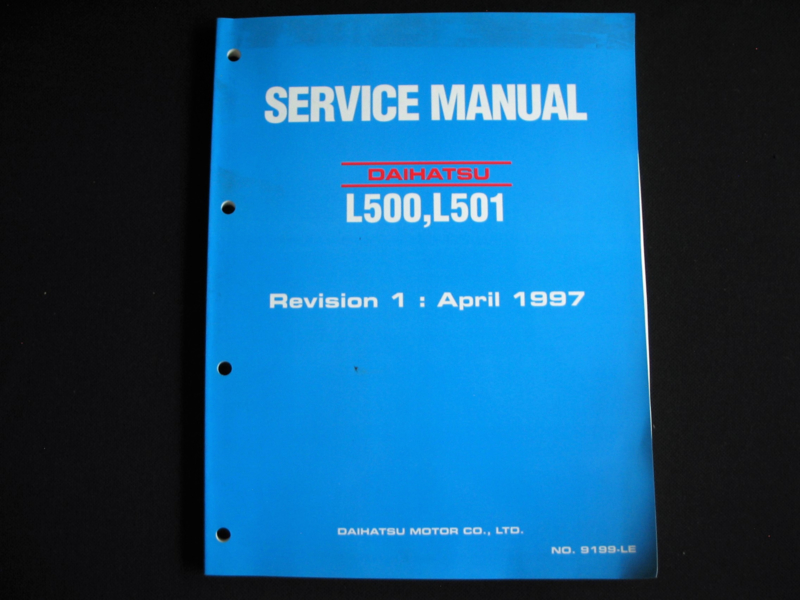 SERVICE MANUAL
DAIHATSU
L500,L501
Revision 1 : April 1997
DAIHATSU MOTOR CO., LTD.
NO. 9199-LE